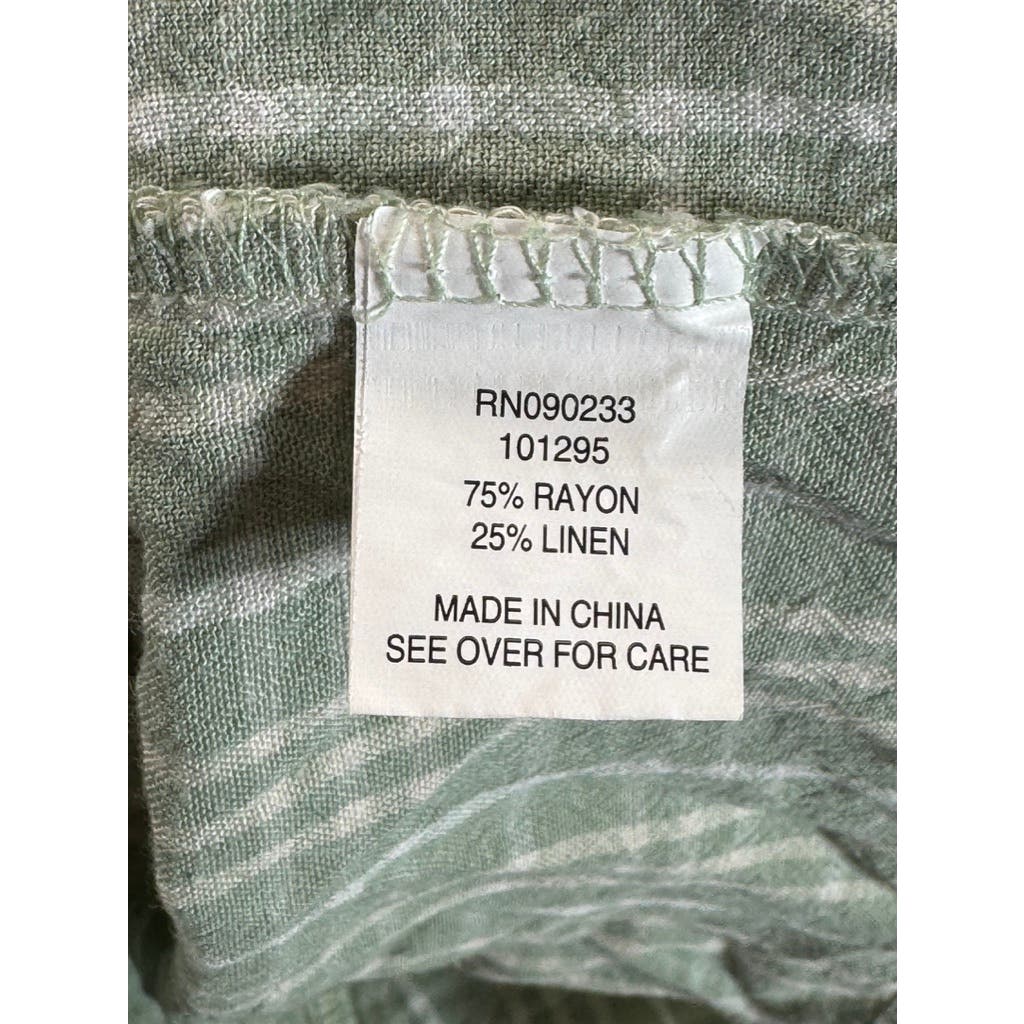 RN090233
101295
75% RAYON
25% LINEN
MADE IN CHINA
SEE OVER FOR CARE